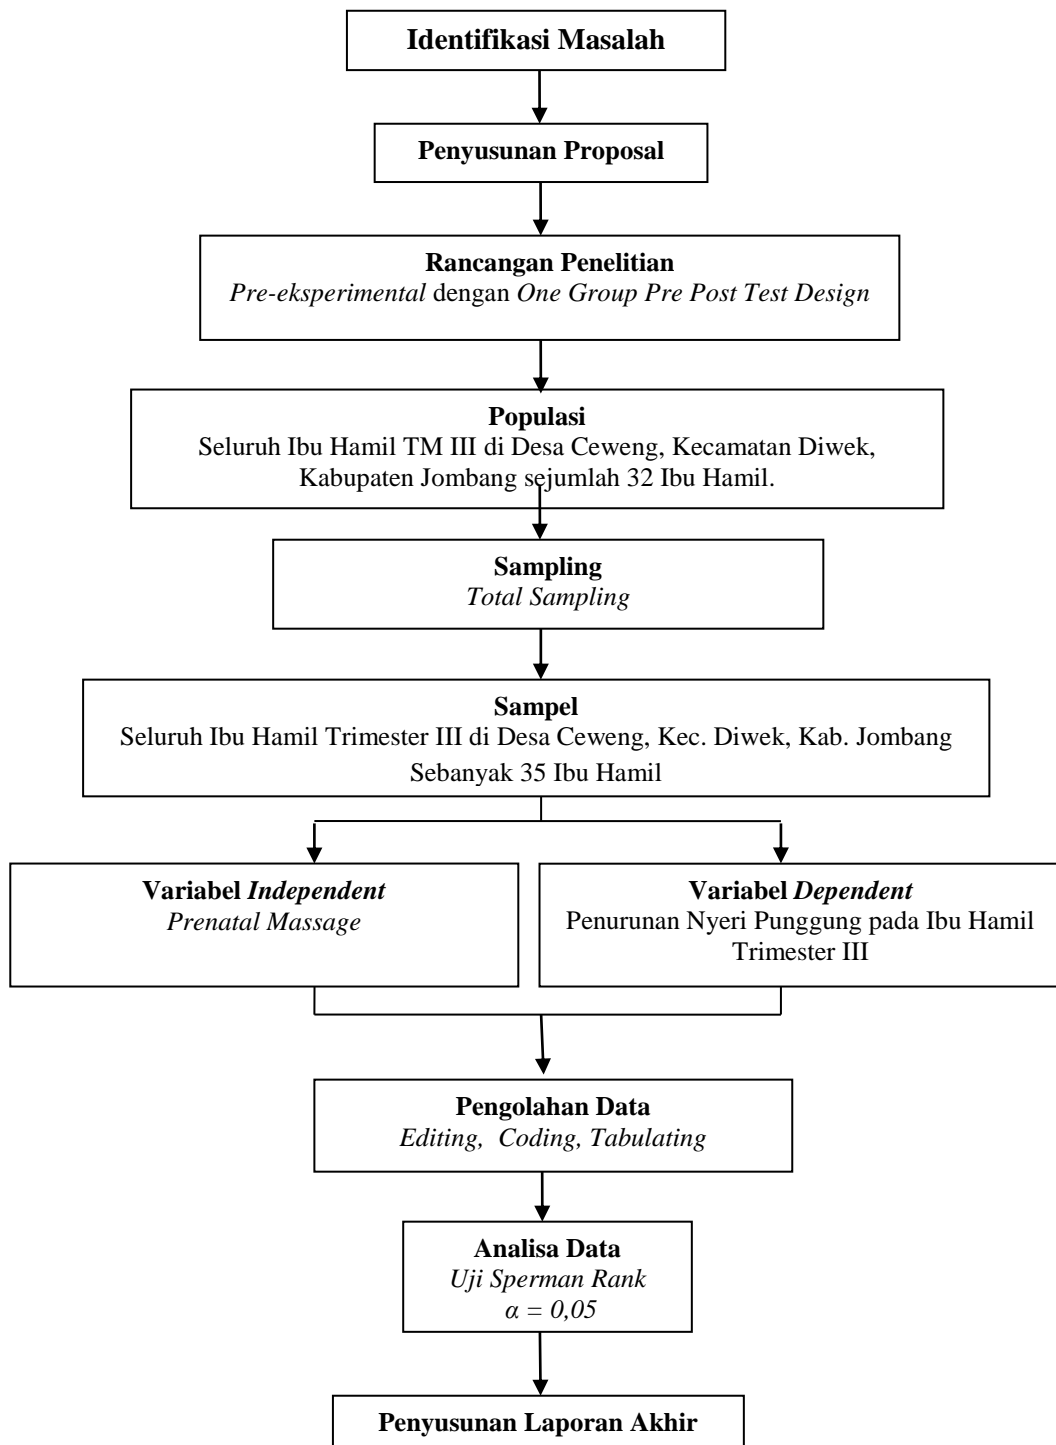 Identifikasi Masalah
Penyusunan Proposal
Rancangan Penelitian
Pre-eksperimental dengan One Group Pre Post Test Design
Populasi
Seluruh Ibu Hamil TM III di Desa Ceweng, Kecamatan Diwek,
Kabupaten Jombang sejumlah 32 Ibu Hamil.
Sampling
Total Sampling
Sampel
Seluruh Ibu Hamil Trimester III di Desa Ceweng, Kec. Diwek, Kab. Jombang
Sebanyak 35 Ibu Hamil
Variabel Independent
Prenatal Massage
Variabel Dependent
Penurunan Nyeri Punggung pada Ibu Hamil
Trimester III
Pengolahan Data
Editing, Coding, Tabulating
Analisa Data
Uji Sperman Rank
α = 0,05
Penyusunan Laporan Akhir